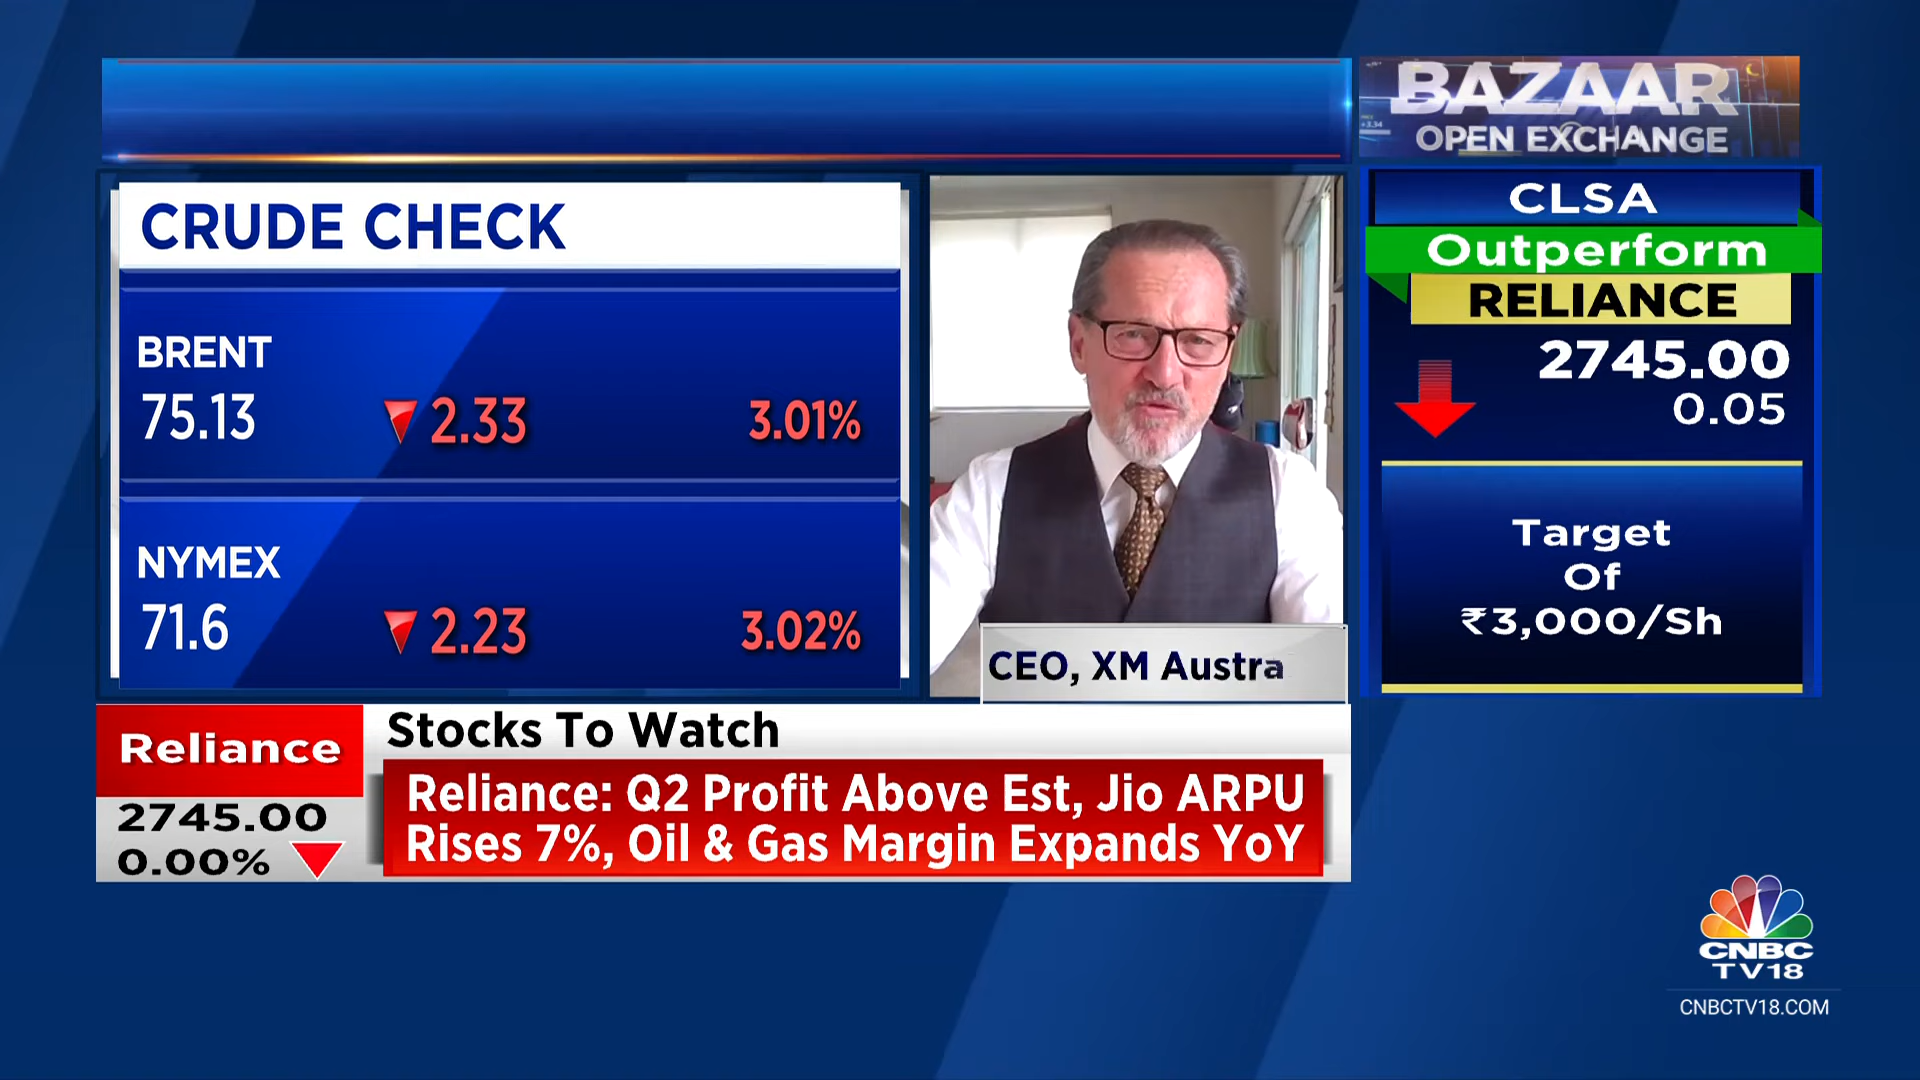 BAZAAR
OPEN EXCHANGE
CRUDE CHECK
BRENT
75.13 2.33 3.01%
NYMEX
71.6 2.23 3.02%
CEO, XM Austra
CLSA
Outperform
RELIANCE
2745.00
0.05
Target
Of
₹3,000/Sh
Reliance
2745.00
0.00%
Stocks To Watch
Reliance: Q2 Profit Above Est, Jio ARPU
Rises 7%, Oil & Gas Margin Expands YoY
CNBC
TV18
CNBCTV18.COM